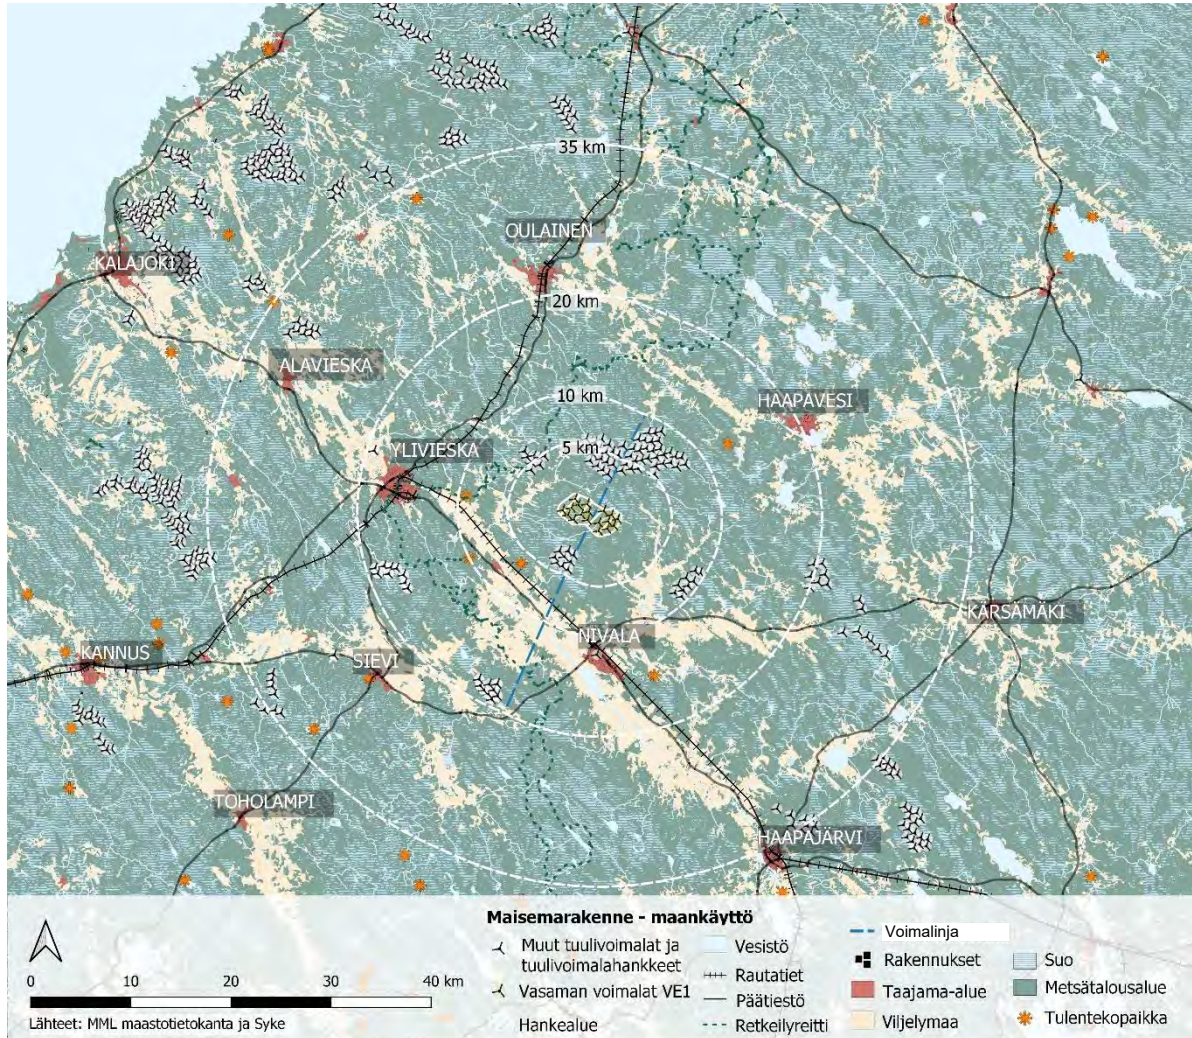 35 km
OULAINEN
KALAJOKI
20 km
ALAVIESKA
10 km
HAAPAVESI
5 km
YLIVIESKA
KÄRSÄMÄKI
NIVALA
KANNUS
SIEVI
TOHOLAMPI
HAAPAJÄRVI
Maisemarakenne - maankäyttö
Muut tuulivoimalat ja
tuulivoimalahankkeet
Vasaman voimalat VE1
Hankealue
Vesistö
Rautatiet
Päätiestö
Retkeilyreitti
Voimalinja
Rakennukset
Taajama-alue
Viljelymaa
Suo
Metsätalousalue
Tulentekopaikka
0 10 20 30 40 km
Lähteet: MML maastotietokanta ja Syke